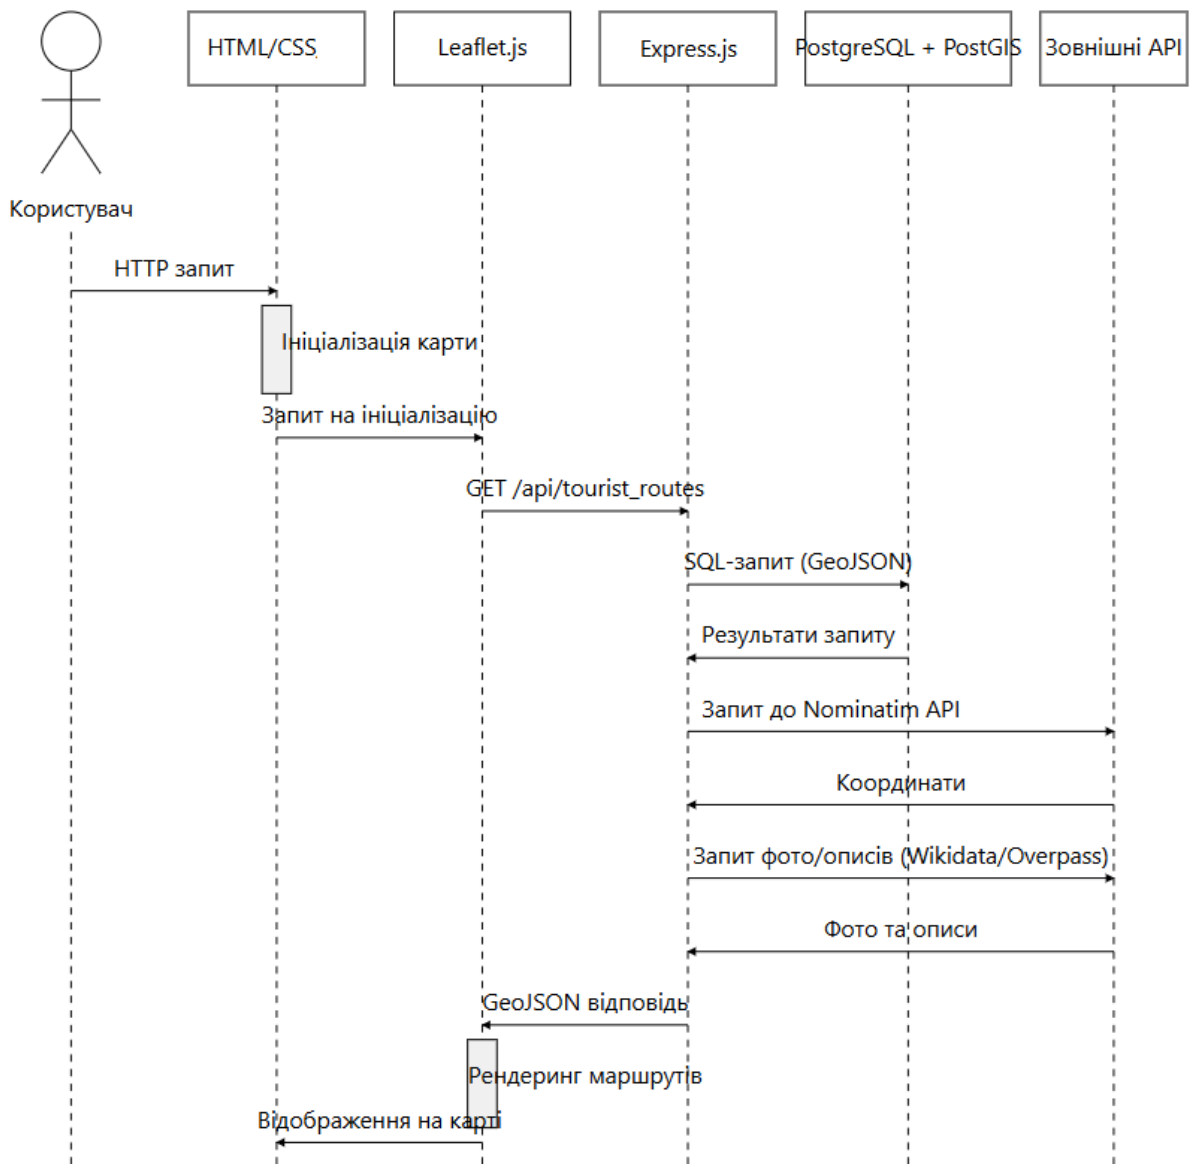 HTML/CSS
Leaflet.js
Express.js
PostgreSQL + PostGIS
Зовнішні API
Користувач
HTTP запит
Ініціалізація карти
Запит на ініціалізацію
GET /api/tourist_routes
SQL-запит (GeoJSON)
Результати запиту
Запит до Nominatim API
Координати
Запит фото/описів (Wikidata/Overpass)
Фото та описи
GeoJSON відповідь
Рендеринг маршрутів
Відображення на карті